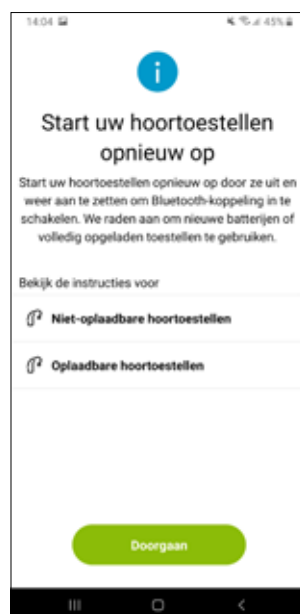 14:04 45%
i
Start uw hoortoestellen
opnieuw op
Start uw hoortoestellen opnieuw op door ze uit en
weer aan te zetten om Bluetooth-koppeling in te
schakelen. We raden aan om nieuwe batterijen of
volledig opgeladen toestellen te gebruiken.
Bekijk de instructies voor
Niet-oplaadbare hoortoestellen
Oplaadbare hoortoestellen
Doorgaan